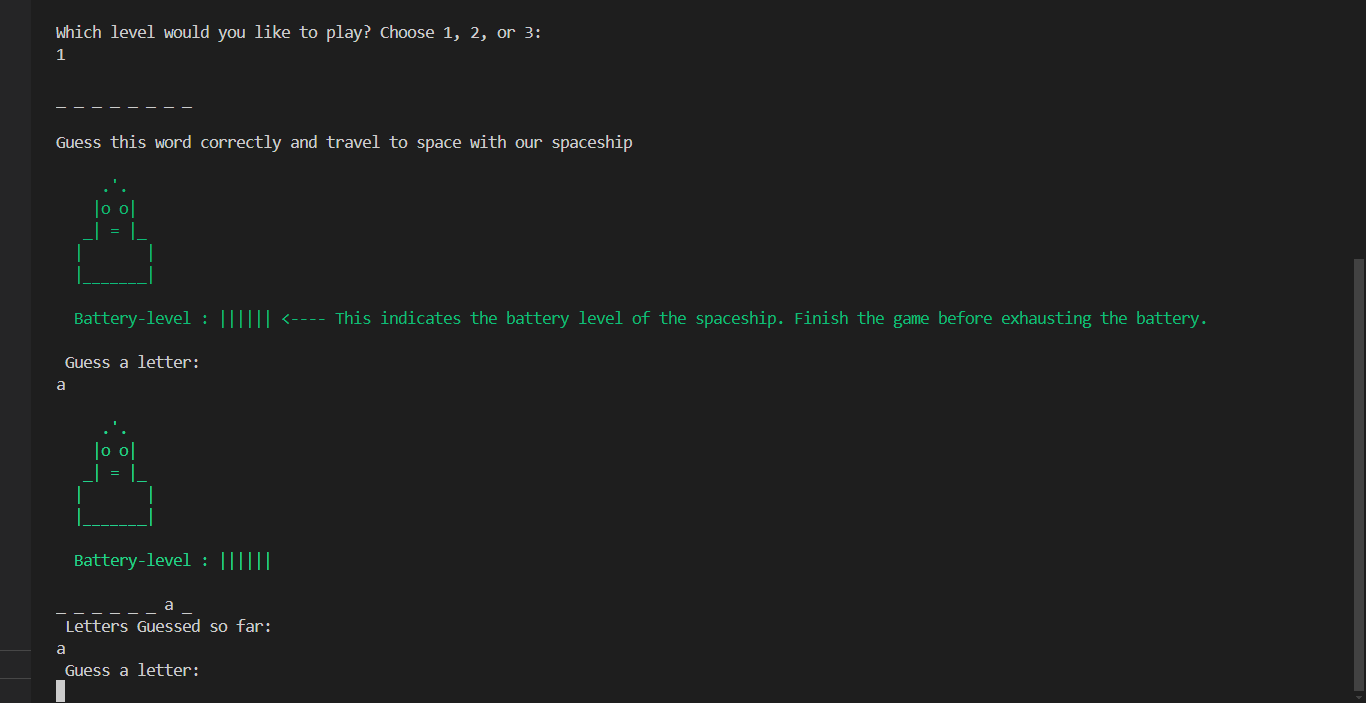 Which level would you like to play? Choose 1, 2, or 3:
1
_ _ _ _ _ _ _ _
Guess this word correctly and travel to space with our spaceship
     .'.
    |o o|
   _| = |_
  |       |
  |_______|
Battery-level : |||||| <---- This indicates the battery level of the spaceship. Finish the game before exhausting the battery.
Guess a letter:
a
     .'.
    |o o|
   _| = |_
  |       |
  |_______|
Battery-level : ||||||
_ _ _ _ _ _ a _
Letters Guessed so far:
a
Guess a letter: